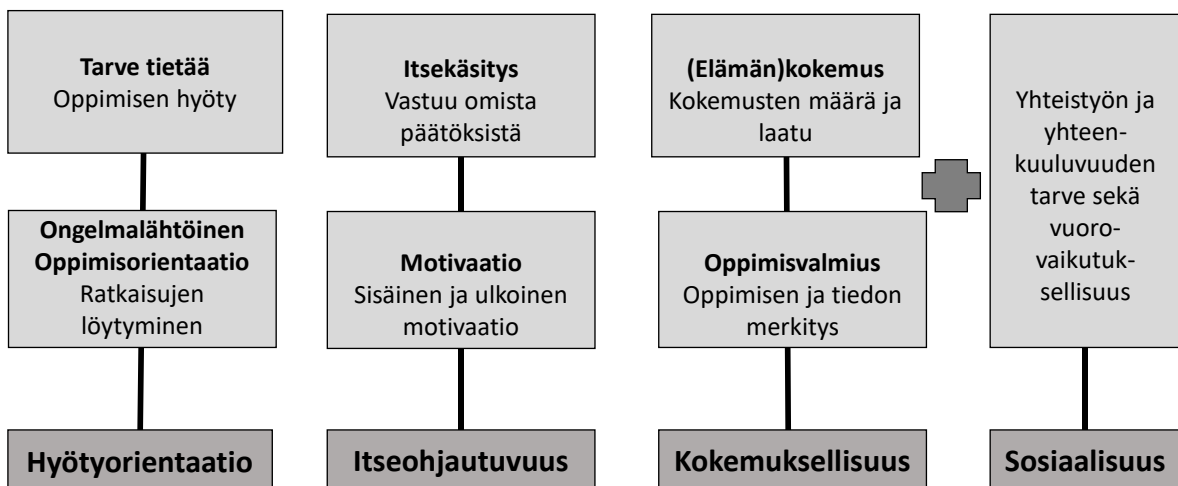 Tarve tietää
Oppimisen hyöty
Ongelmalähtöinen
Oppimisorientaatio
Ratkaisujen
löytyminen
Hyötyorientaatio
Itsekäsitys
Vastuu omista
päätöksistä
Motivaatio
Sisäinen ja ulkoinen
motivaatio
Itseohjautuvuus
(Elämän)kokemus
Kokemusten määrä ja
laatu
Oppimisvalmius
Oppimisen ja tiedon
merkitys
Kokemuksellisuus
Yhteistyön ja
yhteen-
kuuluvuuden
tarve sekä
vuoro-
vaikutuk-
sellisuus
Sosiaalisuus